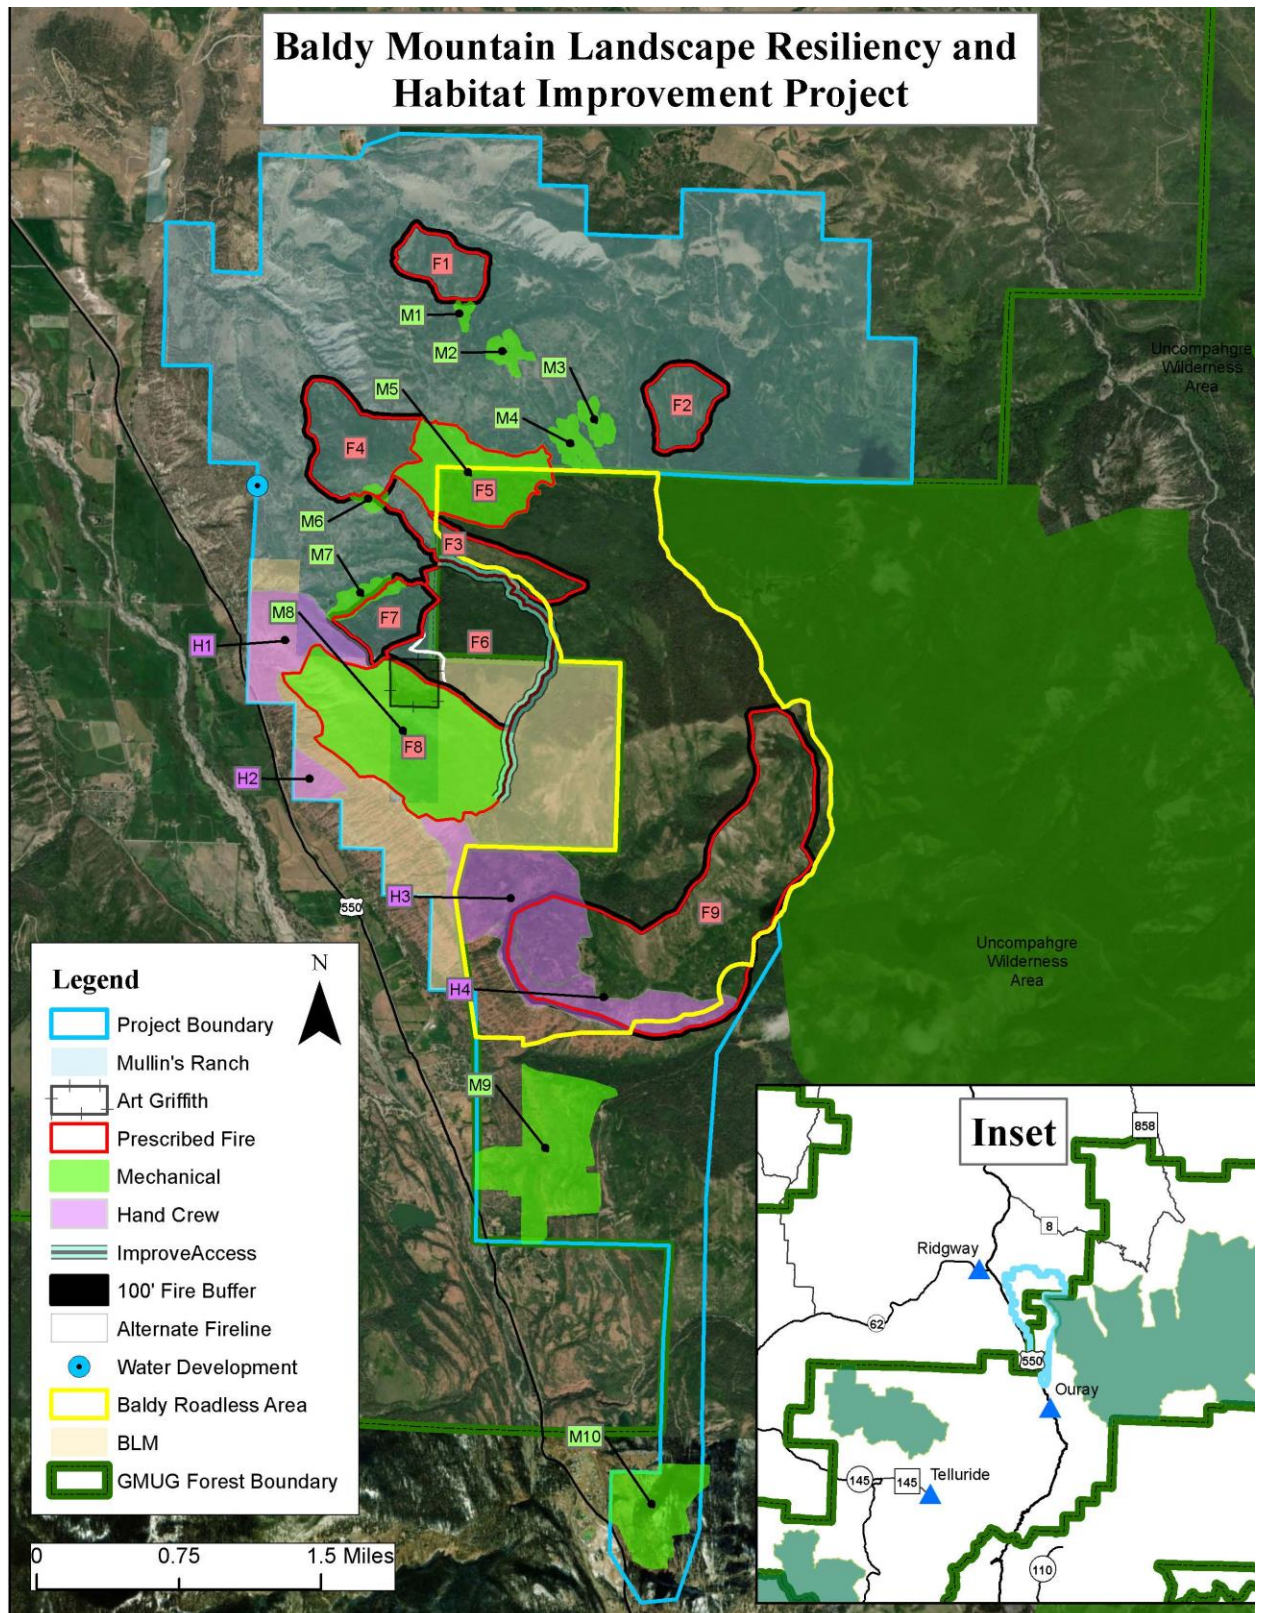 Baldy Mountain Landscape Resiliency and
Habitat Improvement Project
F1
M1
M2
M3
Uncompahgre
Wilderness
Area
M5
F2
M4
F4
F5
M6
F3
M7
M8
F7
H1
F6
F8
H2
550
H3
F9
Uncompahgre
Wilderness
Area
H4
M9
M10
Legend
N
Project Boundary
Mullin's Ranch
Art Griffith
Prescribed Fire
Mechanical
Hand Crew
ImproveAccess
100' Fire Buffer
Alternate Fireline
Water Development
Baldy Roadless Area
BLM
GMUG Forest Boundary
0 0.75 1.5 Miles
Inset
858
8
Ridgway
62
550
Ouray
145
145
Telluride
110